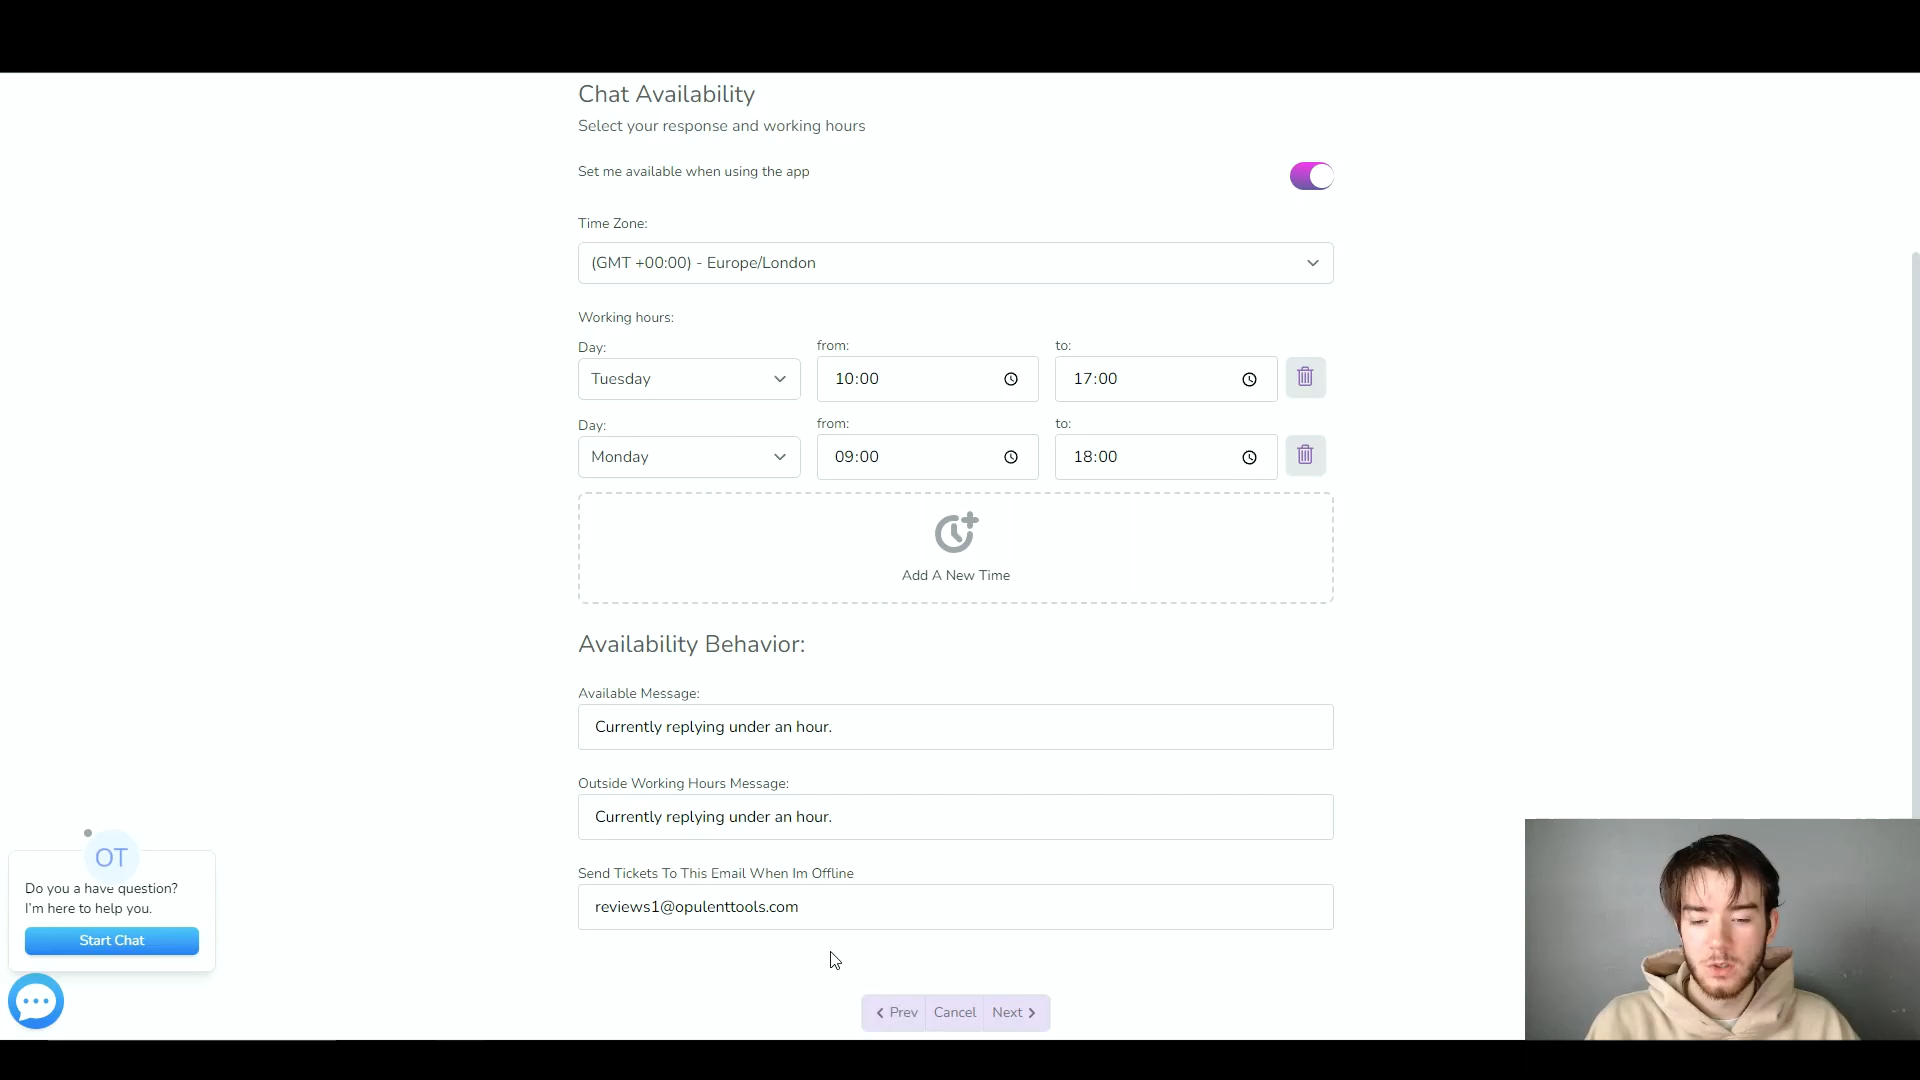 Chat Availability
Select your response and working hours
Set me available when using the app
Time Zone:
(GMT +00:00) - Europe/London
Working hours:
Day: from: to:
Tuesday 10:00 17:00
Day: from: to:
Monday 09:00 18:00
Add A New Time
Availability Behavior:
Available Message:
Currently replying under an hour.
Outside Working Hours Message:
Currently replying under an hour.
Send Tickets To This Email When Im Offline
reviews1@opulenttools.com
Prev Cancel Next
OT
Do you a have question?
I'm here to help you.
Start Chat